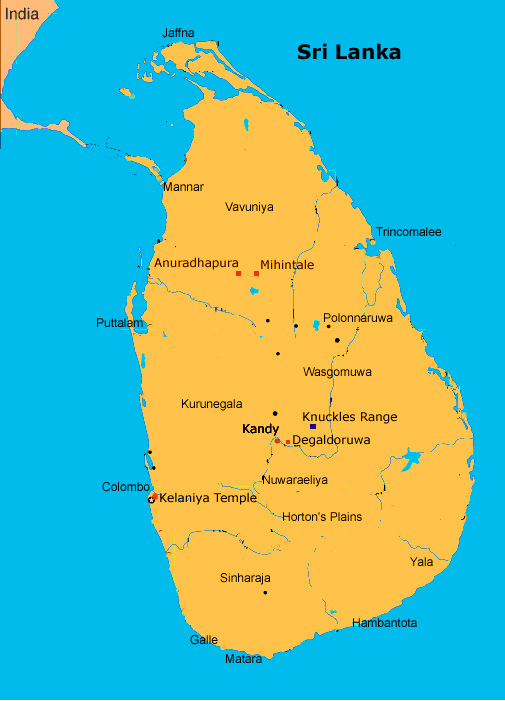 India
Jaffna
Sri Lanka
Mannar
Vavuniya
Trincomalee
Anuradhapura
Mihintale
Puttalam
Polonnaruwa
Wasgomuwa
Kurunegala
Knuckles Range
Kandy
Degaldoruwa
Nuwaraeliya
Colombo
Kelaniya Temple
Horton's Plains
Yala
Sinharaja
Hambantota
Galle
Matara